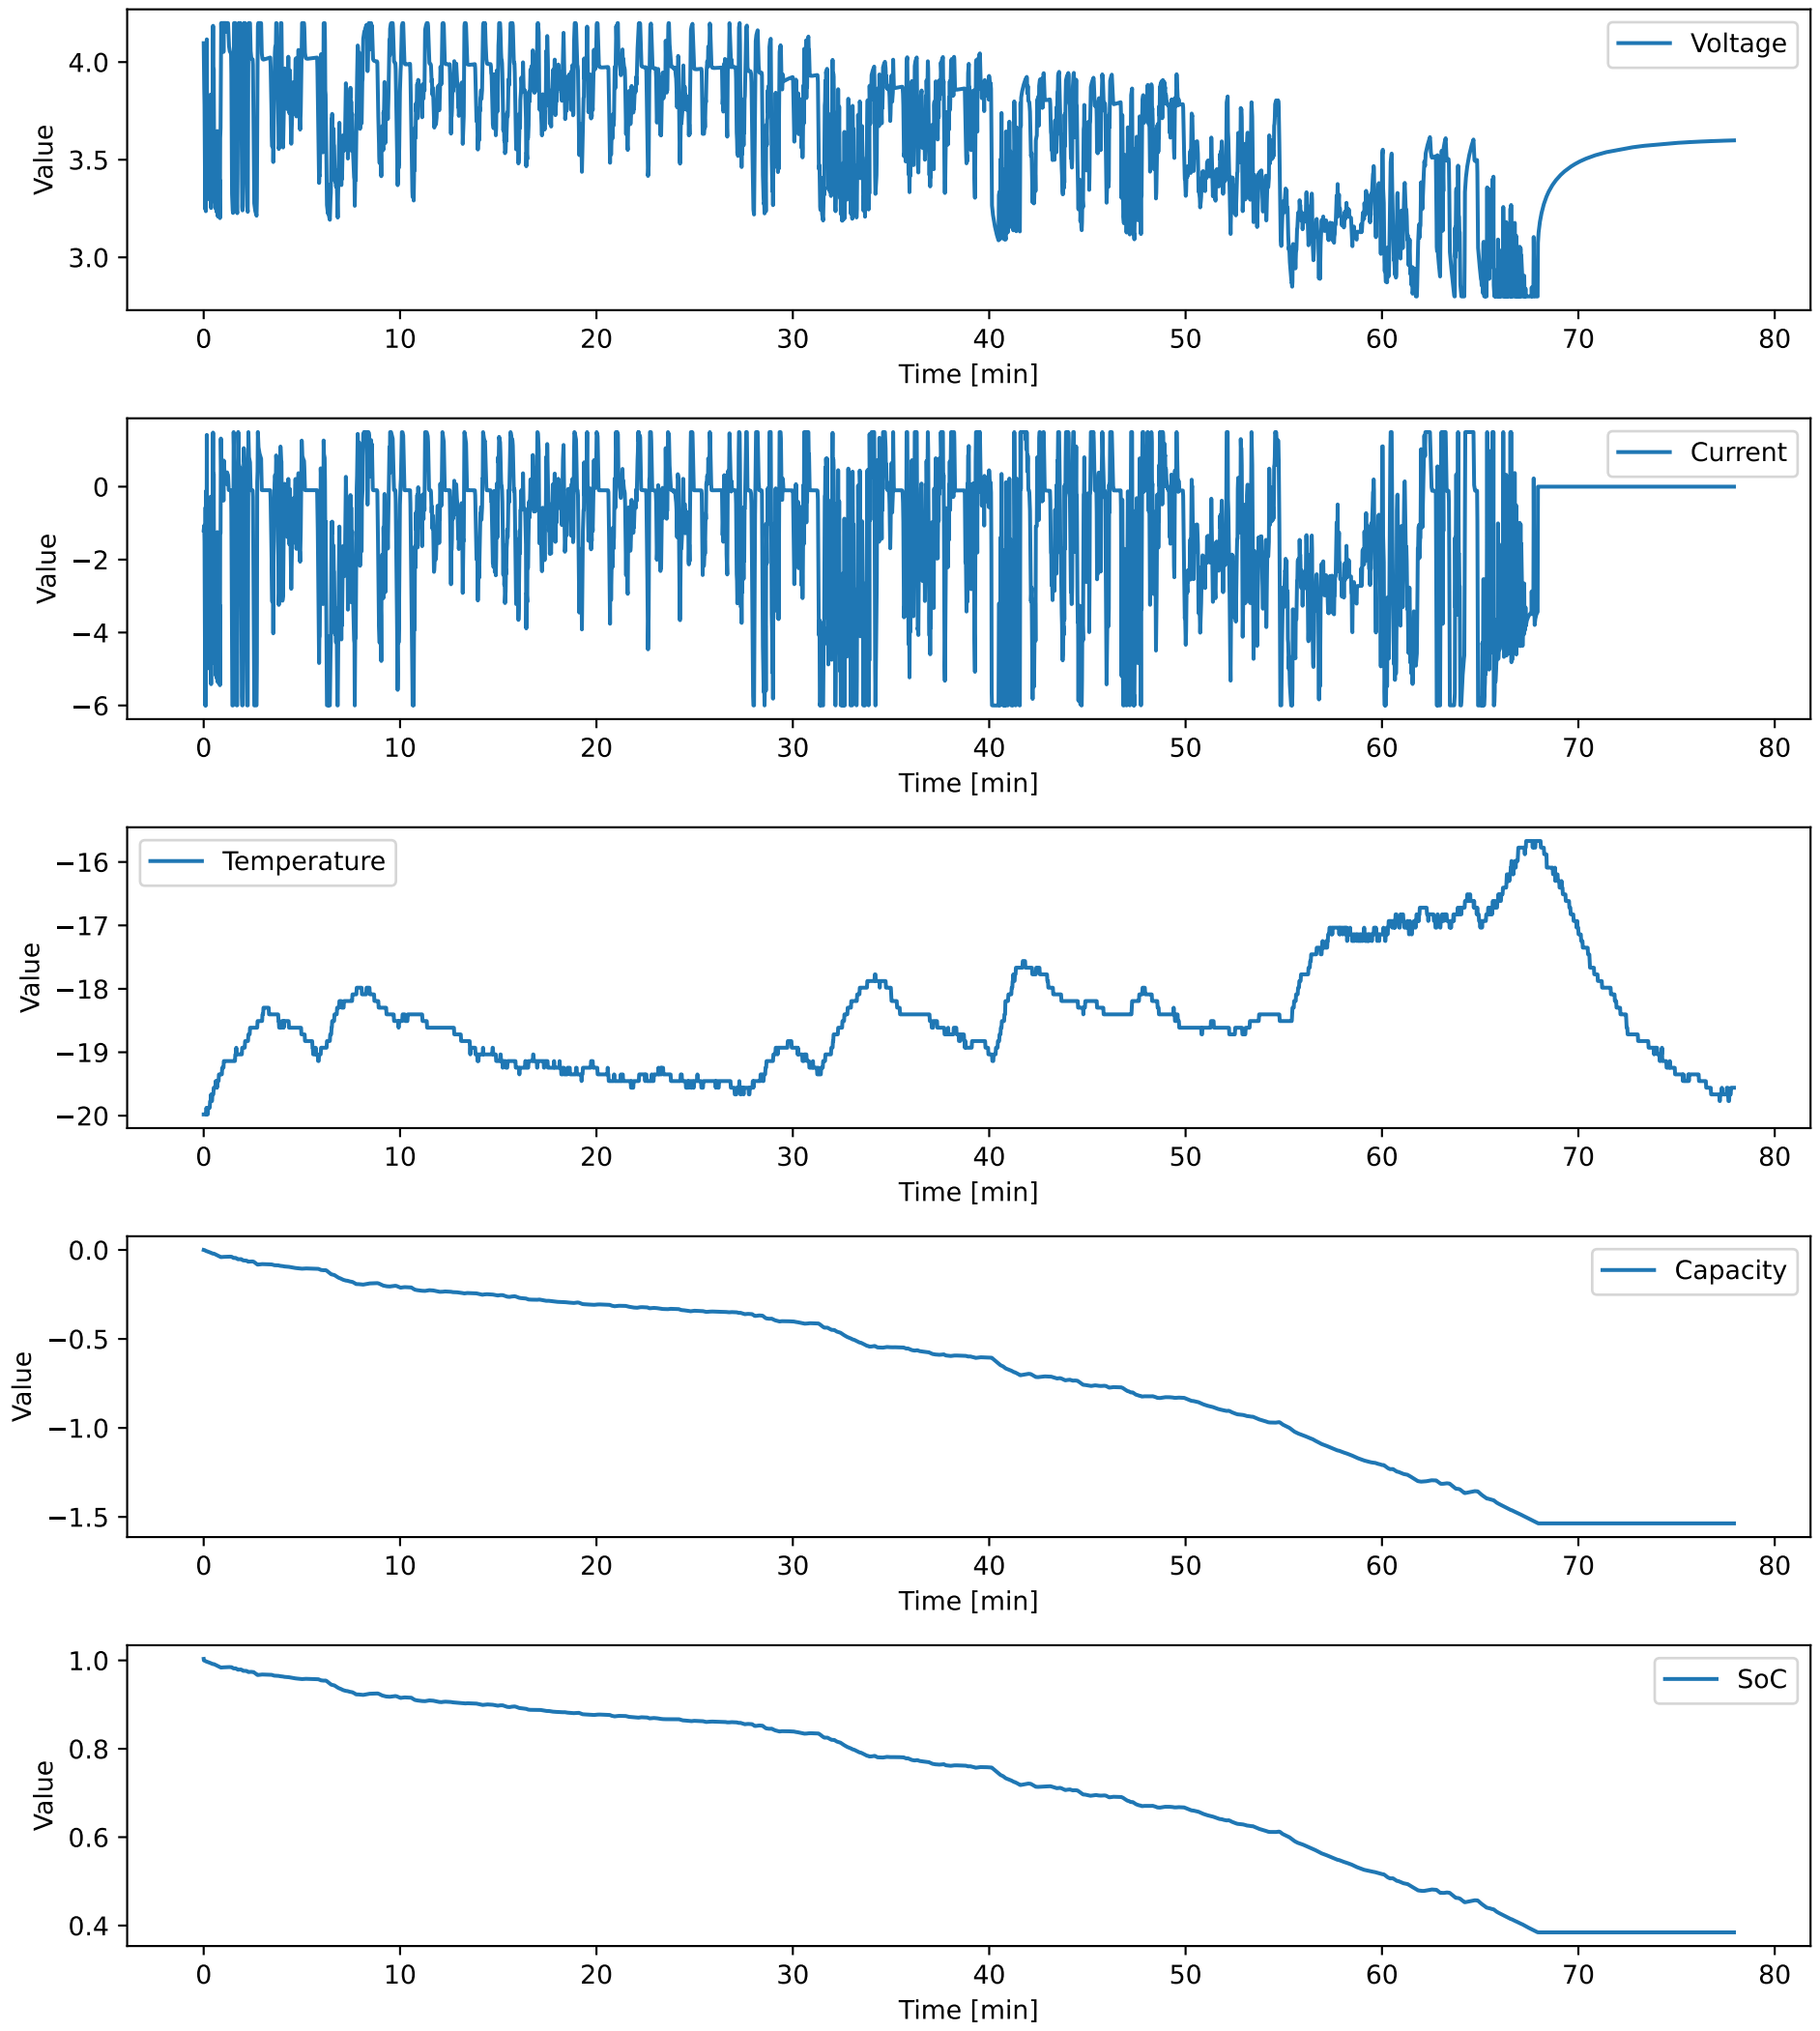 Voltage
4.0
3.5
3.0
Value
0 10 20 30 40 50 60 70 80
Time [min]
Current
0
−2
−4
−6
Value
0 10 20 30 40 50 60 70 80
Time [min]
Temperature
−16
−17
−18
−19
−20
Value
0 10 20 30 40 50 60 70 80
Time [min]
Capacity
0.0
−0.5
−1.0
−1.5
Value
0 10 20 30 40 50 60 70 80
Time [min]
SoC
1.0
0.8
0.6
0.4
Value
0 10 20 30 40 50 60 70 80
Time [min]